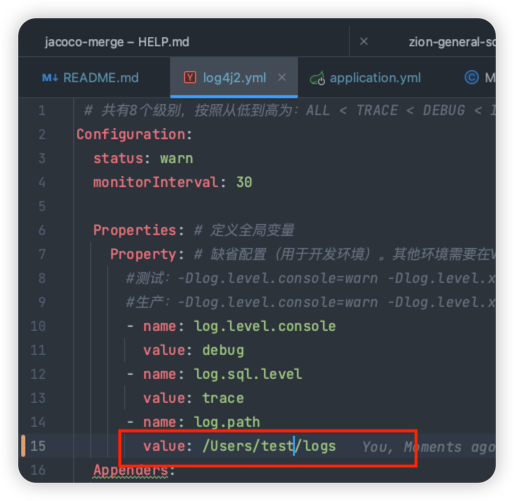 jacoco-merge – HELP.md
zion-general-sc
README.md
log4j2.yml
application.yml
1 # 共有8个级别，按照从低到高为：ALL < TRACE < DEBUG < I
2 Configuration:
3 status: warn
4 monitorInterval: 30
5
6 Properties: # 定义全局变量
7 Property: # 缺省配置（用于开发环境）。其他环境需要在V
8 #测试：-Dlog.level.console=warn -Dlog.level.x
9 #生产：-Dlog.level.console=warn -Dlog.level.x
10 - name: log.level.console
11 value: debug
12 - name: log.sql.level
13 value: trace
14 - name: log.path
15 value: /Users/test/logs You, Moments ago
16 Appenders: